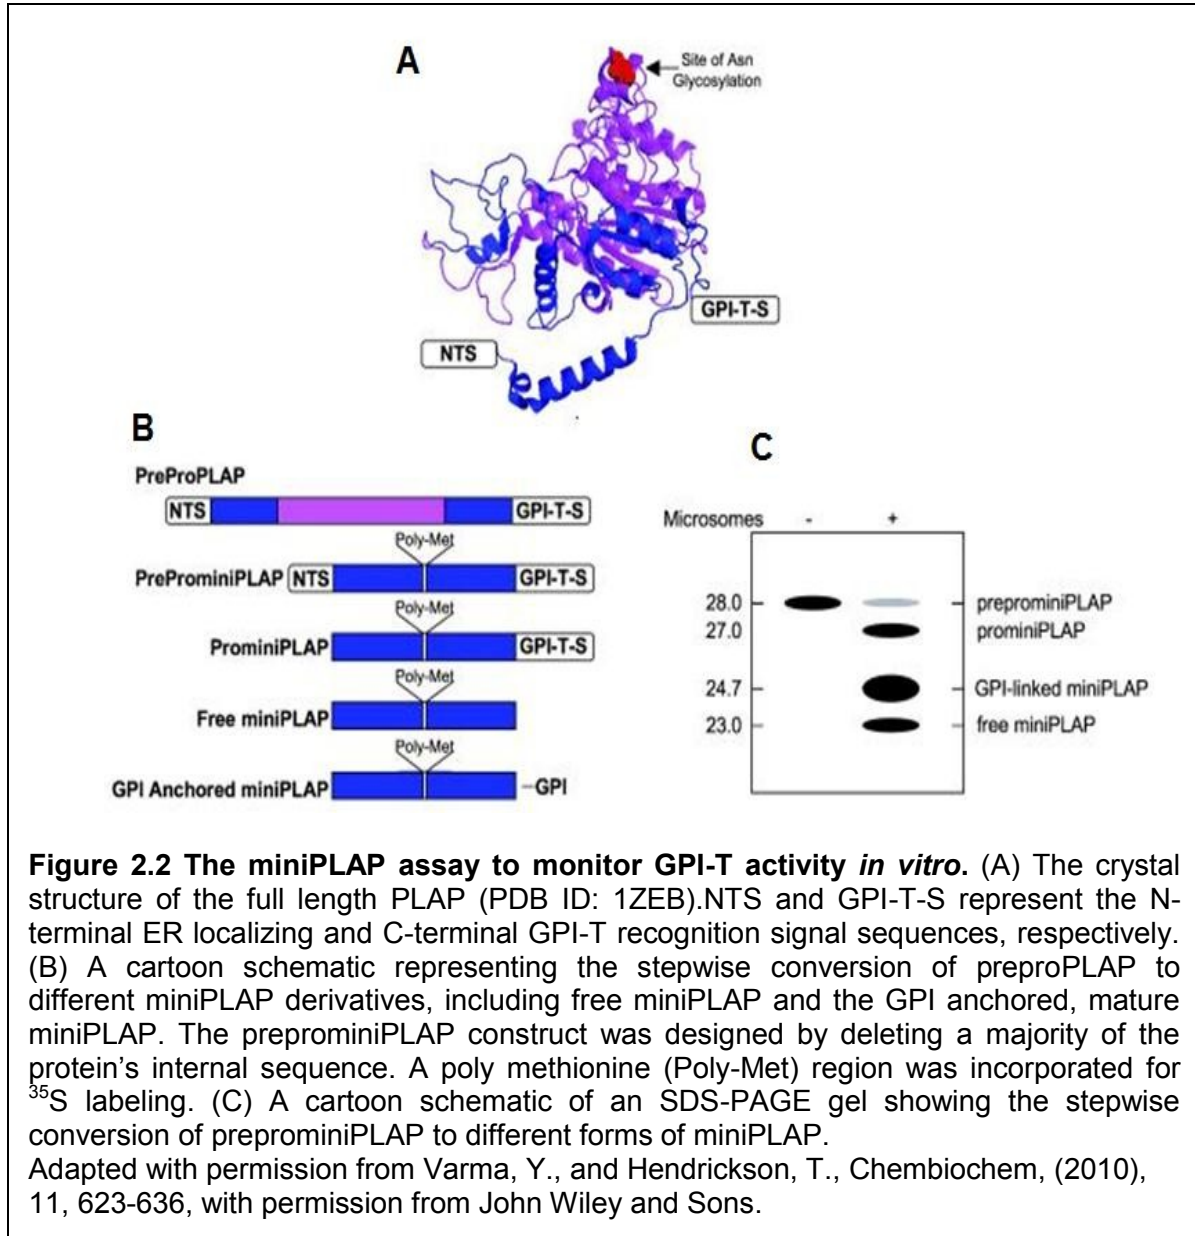 A
Site of Asn
Glycosylation
GPI-T-S
NTS
B
PreProPLAP
NTS
GPI-T-S
Poly-Met
PreProminiPLAP
NTS
GPI-T-S
Poly-Met
ProminiPLAP
GPI-T-S
Poly-Met
Free miniPLAP
Poly-Met
GPI Anchored miniPLAP
GPI
C
Microsomes - +
28.0 preprominiPLAP
27.0 prominiPLAP
24.7 GPI-linked miniPLAP
23.0 free miniPLAP
Figure 2.2 The miniPLAP assay to monitor GPI-T activity in vitro. (A) The crystal
structure of the full length PLAP (PDB ID: 1ZEB).NTS and GPI-T-S represent the N-
terminal ER localizing and C-terminal GPI-T recognition signal sequences, respectively.
(B) A cartoon schematic representing the stepwise conversion of preproPLAP to
different miniPLAP derivatives, including free miniPLAP and the GPI anchored, mature
miniPLAP. The preprominiPLAP construct was designed by deleting a majority of the
protein’s internal sequence. A poly methionine (Poly-Met) region was incorporated for
³⁵S labeling. (C) A cartoon schematic of an SDS-PAGE gel showing the stepwise
conversion of preprominiPLAP to different forms of miniPLAP.
Adapted with permission from Varma, Y., and Hendrickson, T., Chembiochem, (2010),
11, 623-636, with permission from John Wiley and Sons.